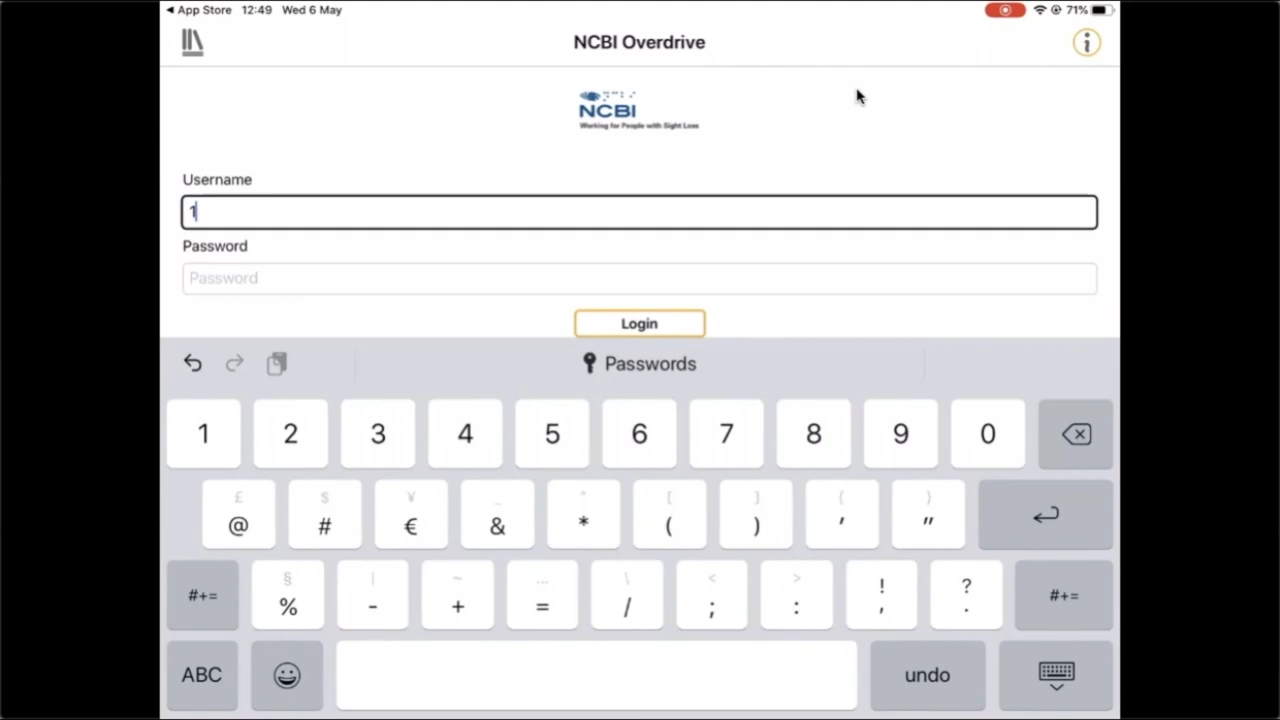 App Store 12:49 Wed 6 May 71%
NCBI Overdrive
NCBI
Working for People with Sight Loss
Username
1
Password
Password
Login
Passwords
1 2 3 4 5 6 7 8 9 0
£ $ ¥ _ ^ [ ] { }
@ # € & * ( ) ' "
§ | ~ … \ < > ! ?
#+= % - + = / ; : , . #+=
ABC undo